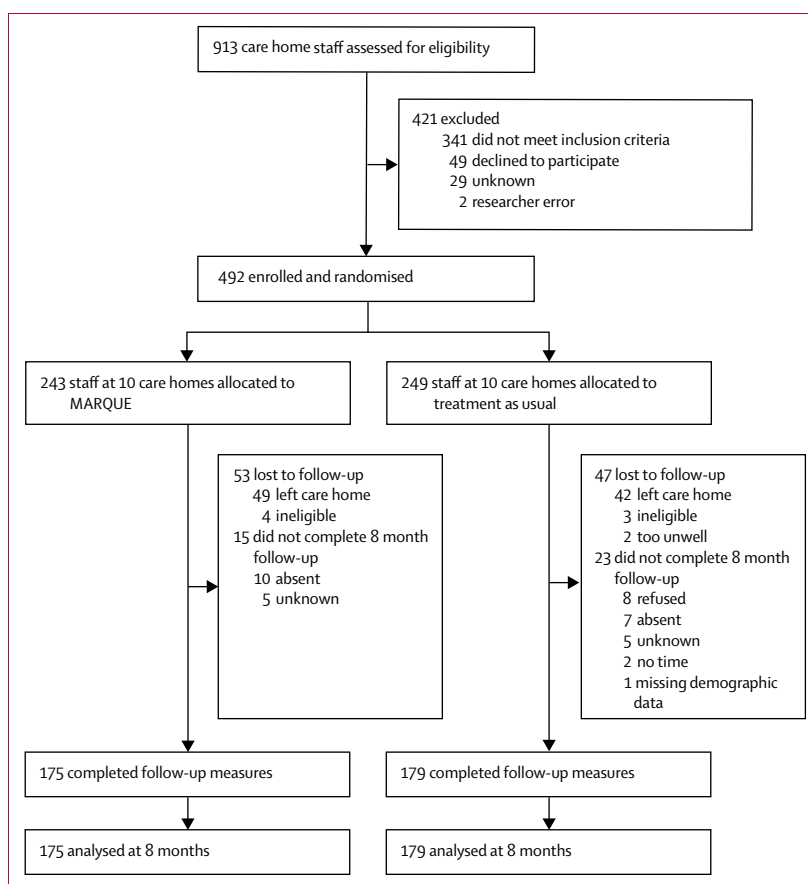 913 care home staff assessed for eligibility
421 excluded
341 did not meet inclusion criteria
49 declined to participate
29 unknown
2 researcher error
492 enrolled and randomised
243 staff at 10 care homes allocated to
MARQUE
249 staff at 10 care homes allocated to
treatment as usual
53 lost to follow-up
49 left care home
4 ineligible
15 did not complete 8 month
follow-up
10 absent
5 unknown
47 lost to follow-up
42 left care home
3 ineligible
2 too unwell
23 did not complete 8 month
follow-up
8 refused
7 absent
5 unknown
2 no time
1 missing demographic
data
175 completed follow-up measures
179 completed follow-up measures
175 analysed at 8 months
179 analysed at 8 months